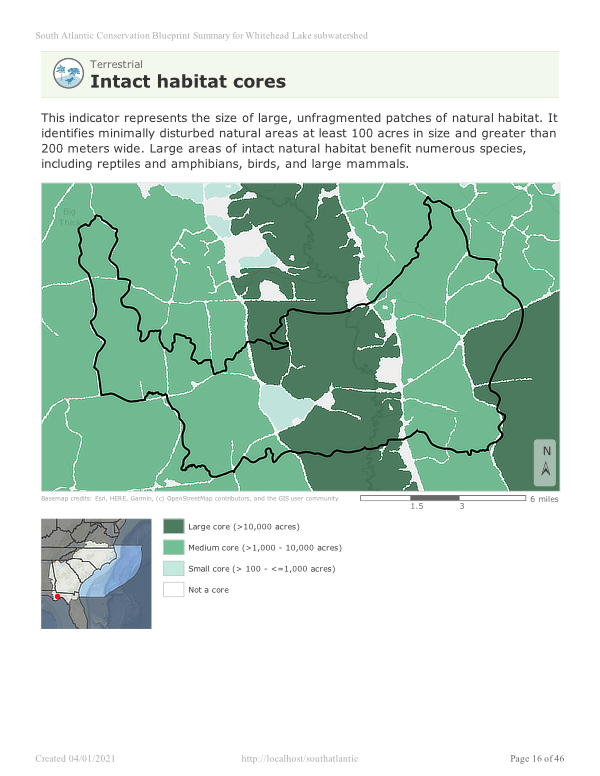 South Atlantic Conservation Blueprint Summary for Whitehead Lake subwatershed
Terrestrial
Intact habitat cores
This indicator represents the size of large, unfragmented patches of natural habitat. It
identifies minimally disturbed natural areas at least 100 acres in size and greater than
200 meters wide. Large areas of intact natural habitat benefit numerous species,
including reptiles and amphibians, birds, and large mammals.
Big
N
Basemap credits: Esri, HERE, Garmin, (c) OpenStreetMap contributors, and the GIS user community
1.5 3 6 miles
Large core (>10,000 acres)
Medium core (>1,000 - 10,000 acres)
Small core (> 100 - <=1,000 acres)
Not a core
Created 04/01/2021 http://localhost/southatlantic Page 16 of 46